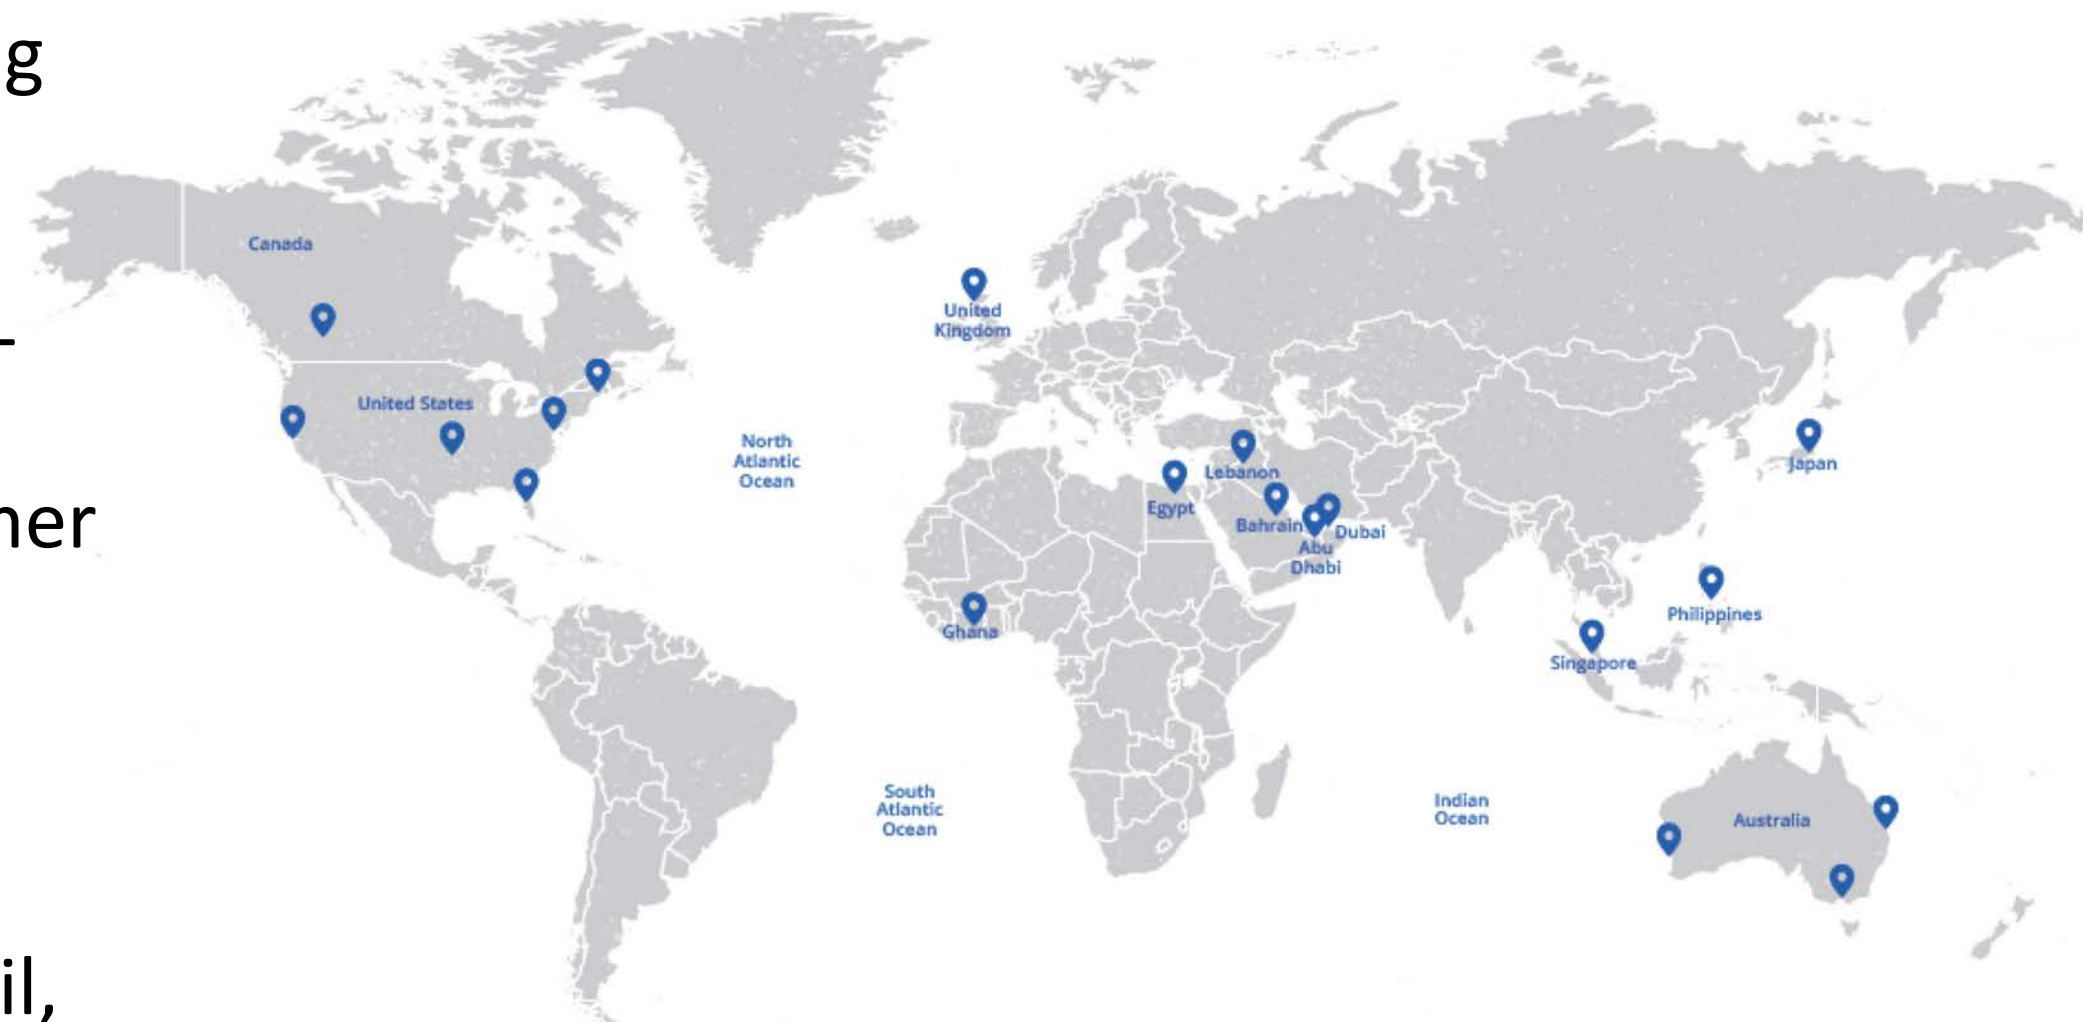 g
Canada
United
Kingdom
-
United States
North
Atlantic
Ocean
Japan
Lebanon
Egypt
Bahrain
Dubai
ner
Abu
Dhabi
Philippines
Ghana
Singapore
South
Atlantic
Ocean
Indian
Ocean
Australia
il,